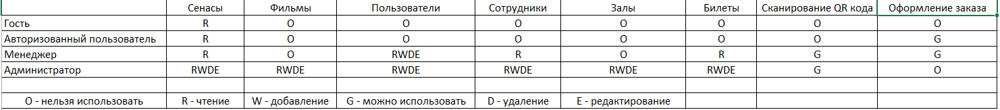 Сенасы Фильмы Пользователи Сотрудники Залы Билеты Сканирование QR кода Оформление заказа
Гость R O O O O O O O
Авторизованный пользователь R O O O O O O G
Менеджер R O RWDE R O R G G
Администратор RWDE RWDE RWDE RWDE RWDE RWDE G O
O - нельзя использовать R - чтение W - добавление G - можно использовать D - удаление E - редактирование